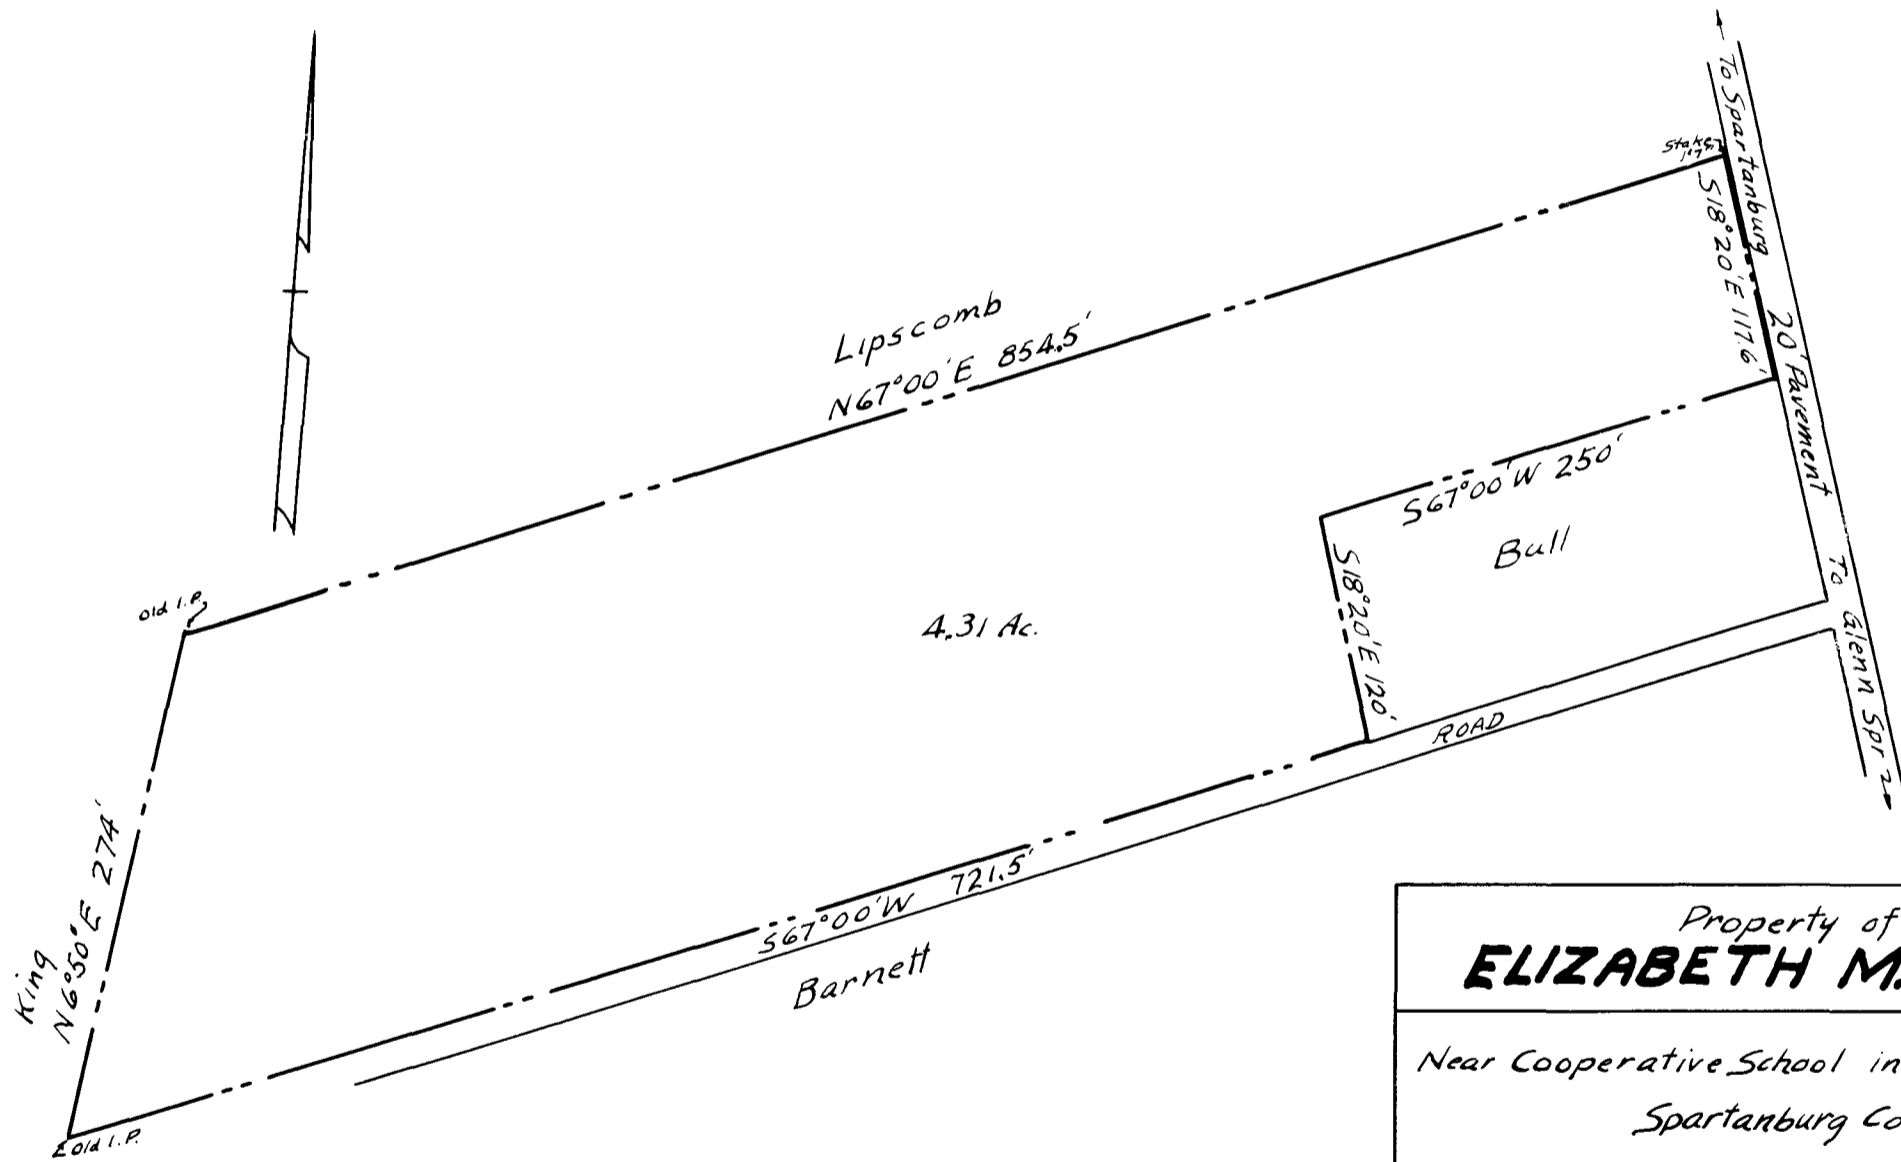 To Spartanburg
Stake
S18°20'E 117.6'
20' Pavement
To Glenn Spr
Lipscomb
N67°00'E 854.5'
S67°00'W 250'
Bull
S18°20'E 120'
Old I.P.
4.31 Ac.
ROAD
King
N6°50'E 274'
S67°00'W 721.5'
Barnett
Old I.P.
Property of
ELIZABETH M.
Near Cooperative School in
Spartanburg Co